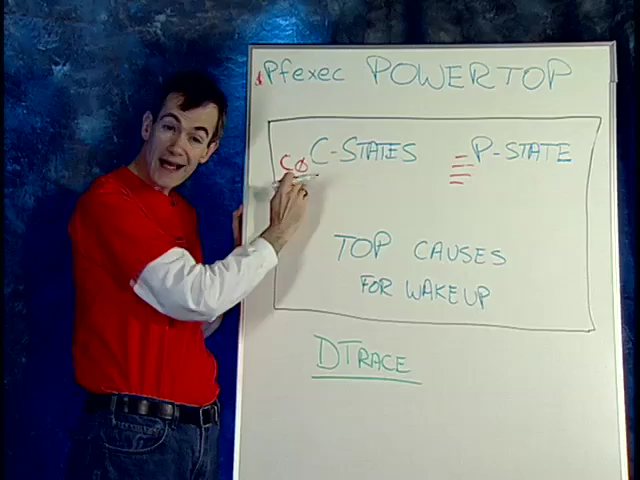 Pfexec POWERTOP
C-STATES P-STATE
C0
TOP CAUSES
FOR WAKEUP
DTRACE